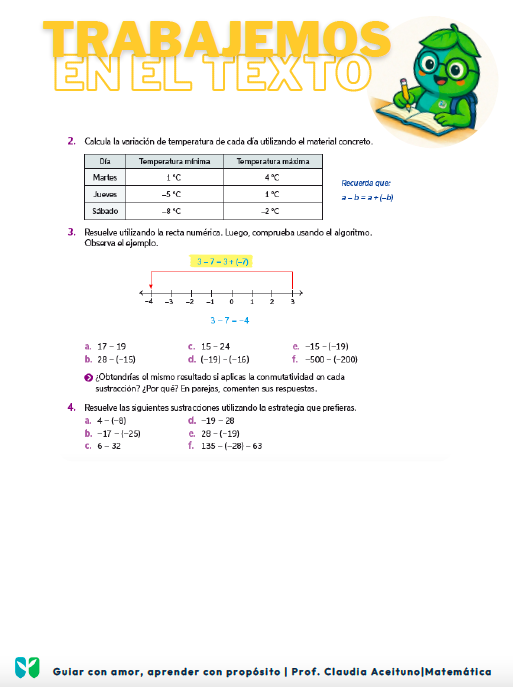 TRABAJEMOS
EN EL TEXTO
2. Calcula la variación de temperatura de cada día utilizando el material concreto.
Día Temperatura mínima Temperatura máxima
Martes 1 °C 4 °C
Jueves –5 °C 1 °C
Sábado –8 °C –2 °C
Recuerda que:
a – b = a + (–b)
3. Resuelve utilizando la recta numérica. Luego, comprueba usando el algoritmo.
Observa el ejemplo.
3 – 7 = 3 + (–7)
–4 –3 –2 –1 0 1 2 3
3 – 7 = –4
a. 17 – 19 c. 15 – 24 e. –15 – (–19)
b. 28 – (–15) d. (–19) – (–16) f. –500 – (–200)
¿Obtendrías el mismo resultado si aplicas la conmutatividad en cada
sustracción? ¿Por qué? En parejas, comenten sus respuestas.
4. Resuelve las siguientes sustracciones utilizando la estrategia que prefieras.
a. 4 – (–8) d. –19 – 28
b. –17 – (–25) e. 28 – (–19)
c. 6 – 32 f. 135 – (–28) – 63
Guiar con amor, aprender con propósito | Prof. Claudia Aceituno|Matemática